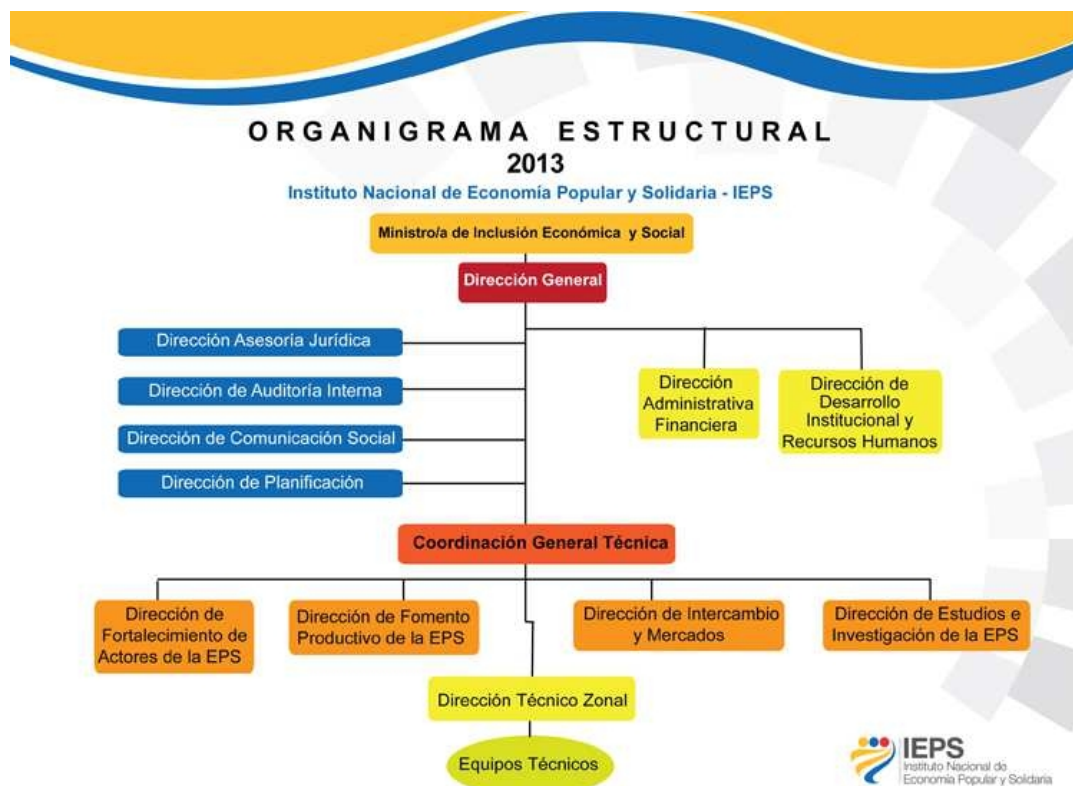 ORGANIGRAMA ESTRUCTURAL
2013
Instituto Nacional de Economía Popular y Solidaria - IEPS
Ministro/a de Inclusión Económica y Social
Dirección General
Dirección Asesoria Jurídica
Dirección de Auditoría Interna
Dirección de Comunicación Social
Dirección de Planificación
Dirección
Administrativa
Financiera
Dirección de
Desarrollo
Institucional y
Recursos Humanos
Coordinación General Técnica
Dirección de
Fortalecimiento de
Actores de la EPS
Dirección de Fomento
Productivo de la EPS
Dirección de Intercambio
y Mercados
Dirección de Estudios e
Investigación de la EPS
Dirección Técnico Zonal
Equipos Técnicos
IEPS
Instituto Nacional de
Economía Popular y Solidaria